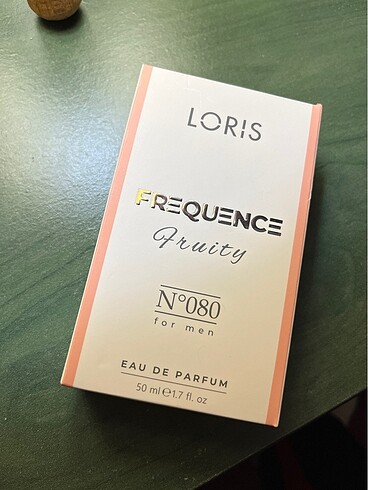 LORIS
FREQUENCE
Fruity
N°080
for men
EAU DE PARFUM
50 ml ℮ 1.7 fl. oz